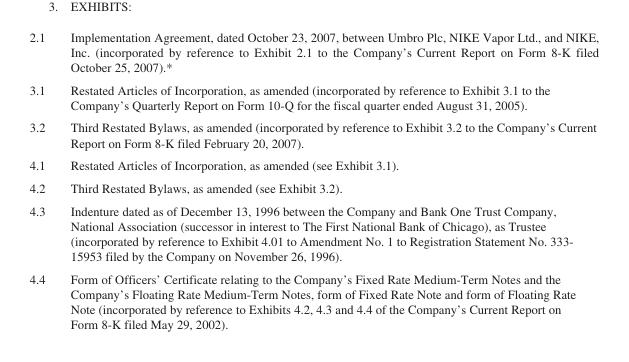 3. EXHIBITS:
2.1 Implementation Agreement, dated October 23, 2007, between Umbro Plc, NIKE Vapor Ltd., and NIKE,
Inc. (incorporated by reference to Exhibit 2.1 to the Company's Current Report on Form 8-K filed
October 25, 2007).*
3.1 Restated Articles of Incorporation, as amended (incorporated by reference to Exhibit 3.1 to the
Company's Quarterly Report on Form 10-Q for the fiscal quarter ended August 31, 2005).
3.2 Third Restated Bylaws, as amended (incorporated by reference to Exhibit 3.2 to the Company's Current
Report on Form 8-K filed February 20, 2007).
4.1 Restated Articles of Incorporation, as amended (see Exhibit 3.1).
4.2 Third Restated Bylaws, as amended (see Exhibit 3.2).
4.3 Indenture dated as of December 13, 1996 between the Company and Bank One Trust Company,
National Association (successor in interest to The First National Bank of Chicago), as Trustee
(incorporated by reference to Exhibit 4.01 to Amendment No. 1 to Registration Statement No. 333-
15953 filed by the Company on November 26, 1996).
4.4 Form of Officers' Certificate relating to the Company's Fixed Rate Medium-Term Notes and the
Company's Floating Rate Medium-Term Notes, form of Fixed Rate Note and form of Floating Rate
Note (incorporated by reference to Exhibits 4.2, 4.3 and 4.4 of the Company's Current Report on
Form 8-K filed May 29, 2002).